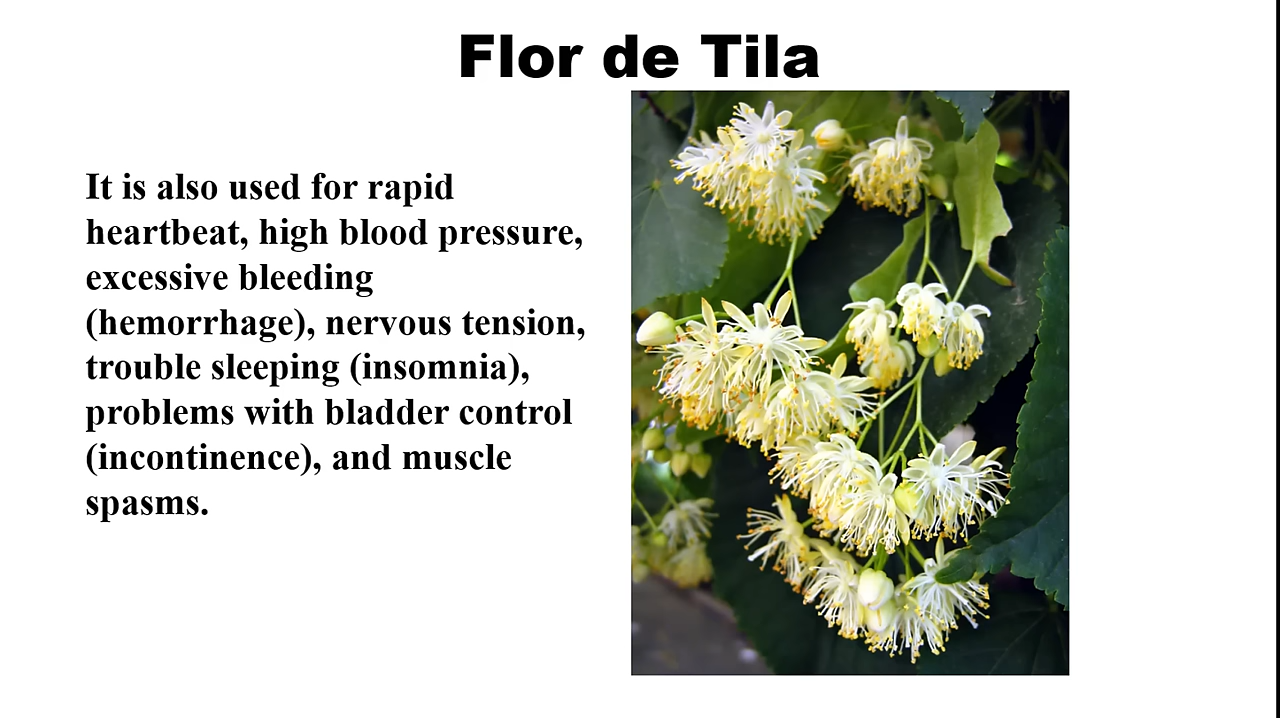 Flor de Tila
It is also used for rapid
heartbeat, high blood pressure,
excessive bleeding
(hemorrhage), nervous tension,
trouble sleeping (insomnia),
problems with bladder control
(incontinence), and muscle
spasms.